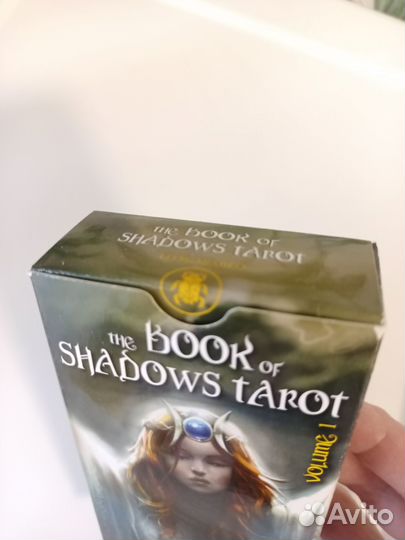 the BOOK of
SHADOWS TAROT
the BOOK of
SHADOWS TAROT
VOLUME 1
Avito